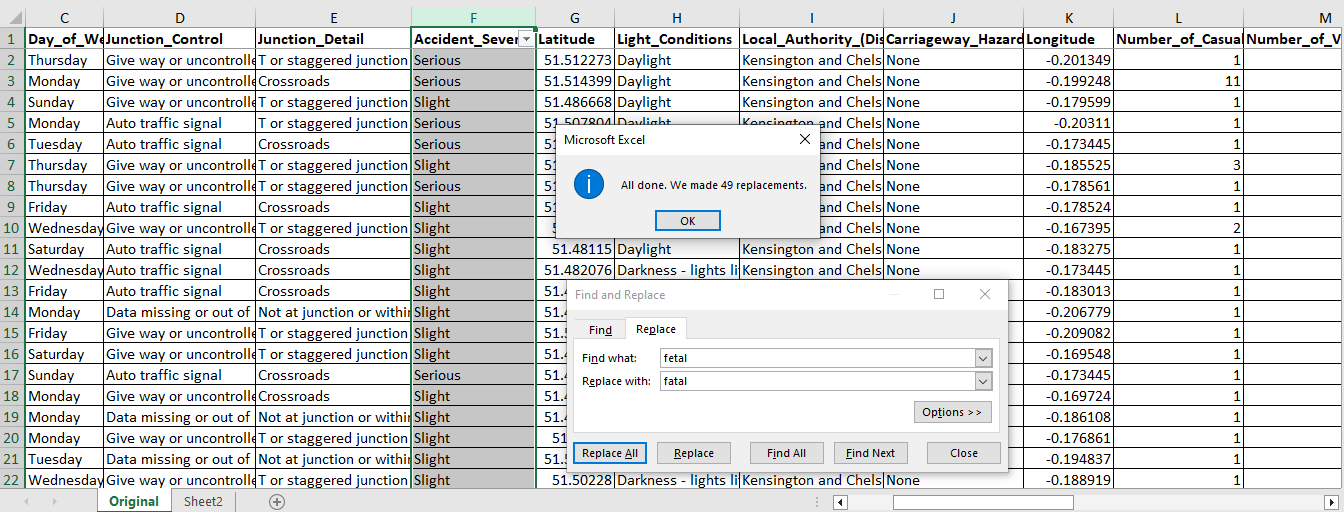 C D E F G H I J K L M
1 Day_of_We Junction_Control Junction_Detail Accident_Sever Latitude Light_Conditions Local_Authority_(Dis Carriageway_Hazard Longitude Number_of_Casual Number_of_V
2 Thursday Give way or uncontrolle T or staggered junction Serious 51.512273 Daylight Kensington and Chels None -0.201349 1
3 Monday Give way or uncontrolle Crossroads Serious 51.514399 Daylight Kensington and Chels None -0.199248 11
4 Sunday Give way or uncontrolle T or staggered junction Slight 51.486668 Daylight Kensington and Chels None -0.179599 1
5 Monday Auto traffic signal T or staggered junction Serious 51.507804 Daylight Kensington and Chels None -0.20311 1
6 Tuesday Auto traffic signal Crossroads Serious 51. Microsoft Excel None -0.173445 1
7 Thursday Give way or uncontrolle T or staggered junction Slight 51. None -0.185525 3
8 Thursday Give way or uncontrolle T or staggered junction Serious 51. All done. We made 49 replacements. None -0.178561 1
9 Friday Auto traffic signal Crossroads Slight 51. None -0.178524 1
10 Wednesday Give way or uncontrolle T or staggered junction Slight 5 OK None -0.167395 2
11 Saturday Auto traffic signal Crossroads Slight 51.48115 Daylight Kensington and Chels None -0.183275 1
12 Wednesday Auto traffic signal Crossroads Slight 51.482076 Darkness - lights li Kensington and Chels None -0.173445 1
13 Friday Auto traffic signal Crossroads Slight 51.4 Find and Replace -0.183013 1
14 Monday Data missing or out of Not at junction or within Slight 51.4 -0.206779 1
15 Friday Give way or uncontrolle T or staggered junction Slight 51.5 Find Replace -0.209082 1
16 Saturday Give way or uncontrolle T or staggered junction Slight 51.4 Find what: fetal -0.169548 1
17 Sunday Auto traffic signal Crossroads Serious 51.4 Replace with: fatal -0.173445 1
18 Monday Give way or uncontrolle Crossroads Slight 51.4 -0.169724 1
19 Monday Data missing or out of Not at junction or within Slight 51.4 Options >> -0.186108 1
20 Monday Give way or uncontrolle T or staggered junction Slight 51 -0.176861 1
21 Tuesday Data missing or out of Not at junction or within Slight 51.5 Replace All Replace Find All Find Next Close -0.194837 1
22 Wednesday Give way or uncontrolle T or staggered junction Slight 51.50228 Darkness - lights li Kensington and Chels None -0.188919 1
Original Sheet2